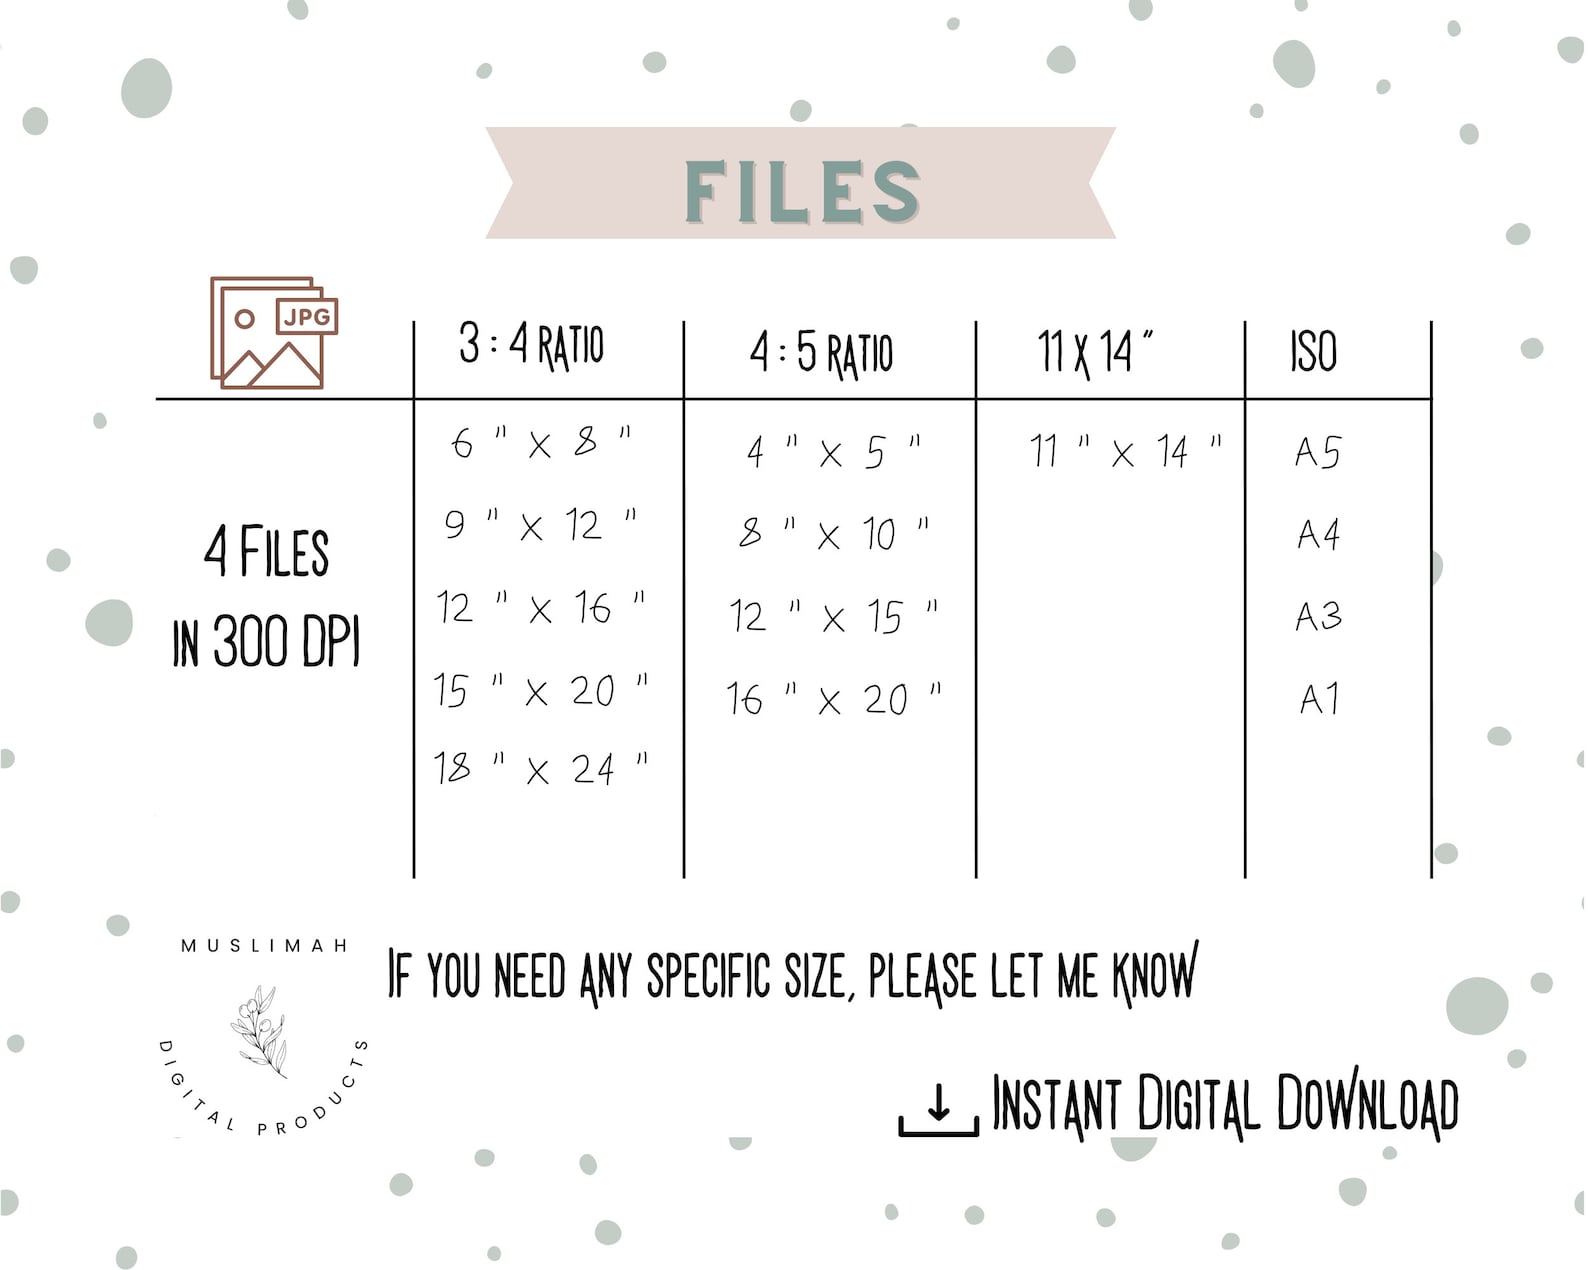 FILES
JPG
3 : 4 RATIO
4 : 5 RATIO
11 X 14 "
ISO
4 FILES
IN 300 DPI
6 " x 8 "
9 " x 12 "
12 " x 16 "
15 " x 20 "
18 " x 24 "
4 " x 5 "
8 " x 10 "
12 " x 15 "
16 " x 20 "
11 " x 14 "
A5
A4
A3
A1
MUSLIMAH
DIGITAL PRODUCTS
IF YOU NEED ANY SPECIFIC SIZE, PLEASE LET ME KNOW
INSTANT DIGITAL DOWNLOAD